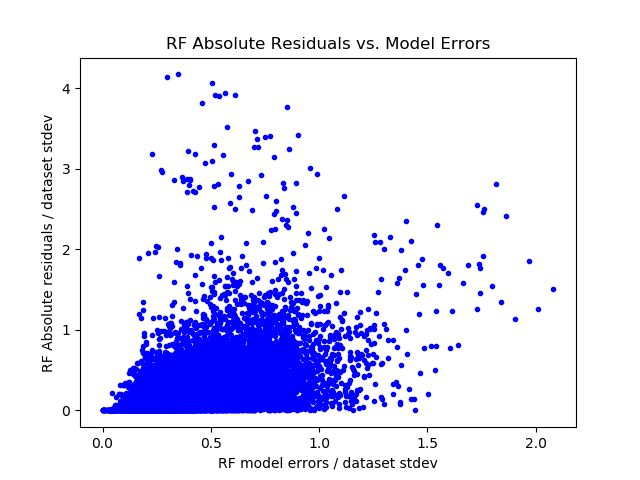 RF Absolute Residuals vs. Model Errors
4
3
2
1
0
RF Absolute residuals / dataset stdev
0.0 0.5 1.0 1.5 2.0
RF model errors / dataset stdev